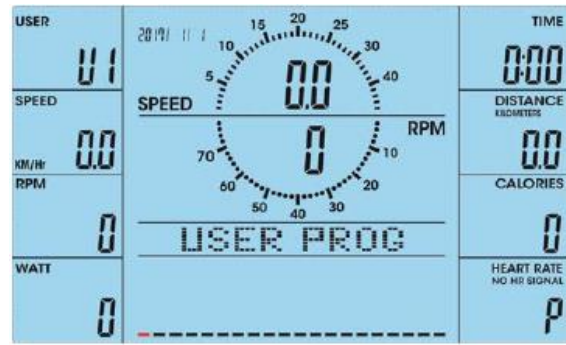 USER
U1
SPEED
KM/Hr 0.0
RPM
0
WATT
0
5
10
15
20
25
30
40
SPEED
0.0
0
RPM
10
20
30
40
50
60
70
USER PROG
TIME
0:00
DISTANCE
KILOMETERS
0.0
CALORIES
0
HEART RATE
NO HR SIGNAL
P